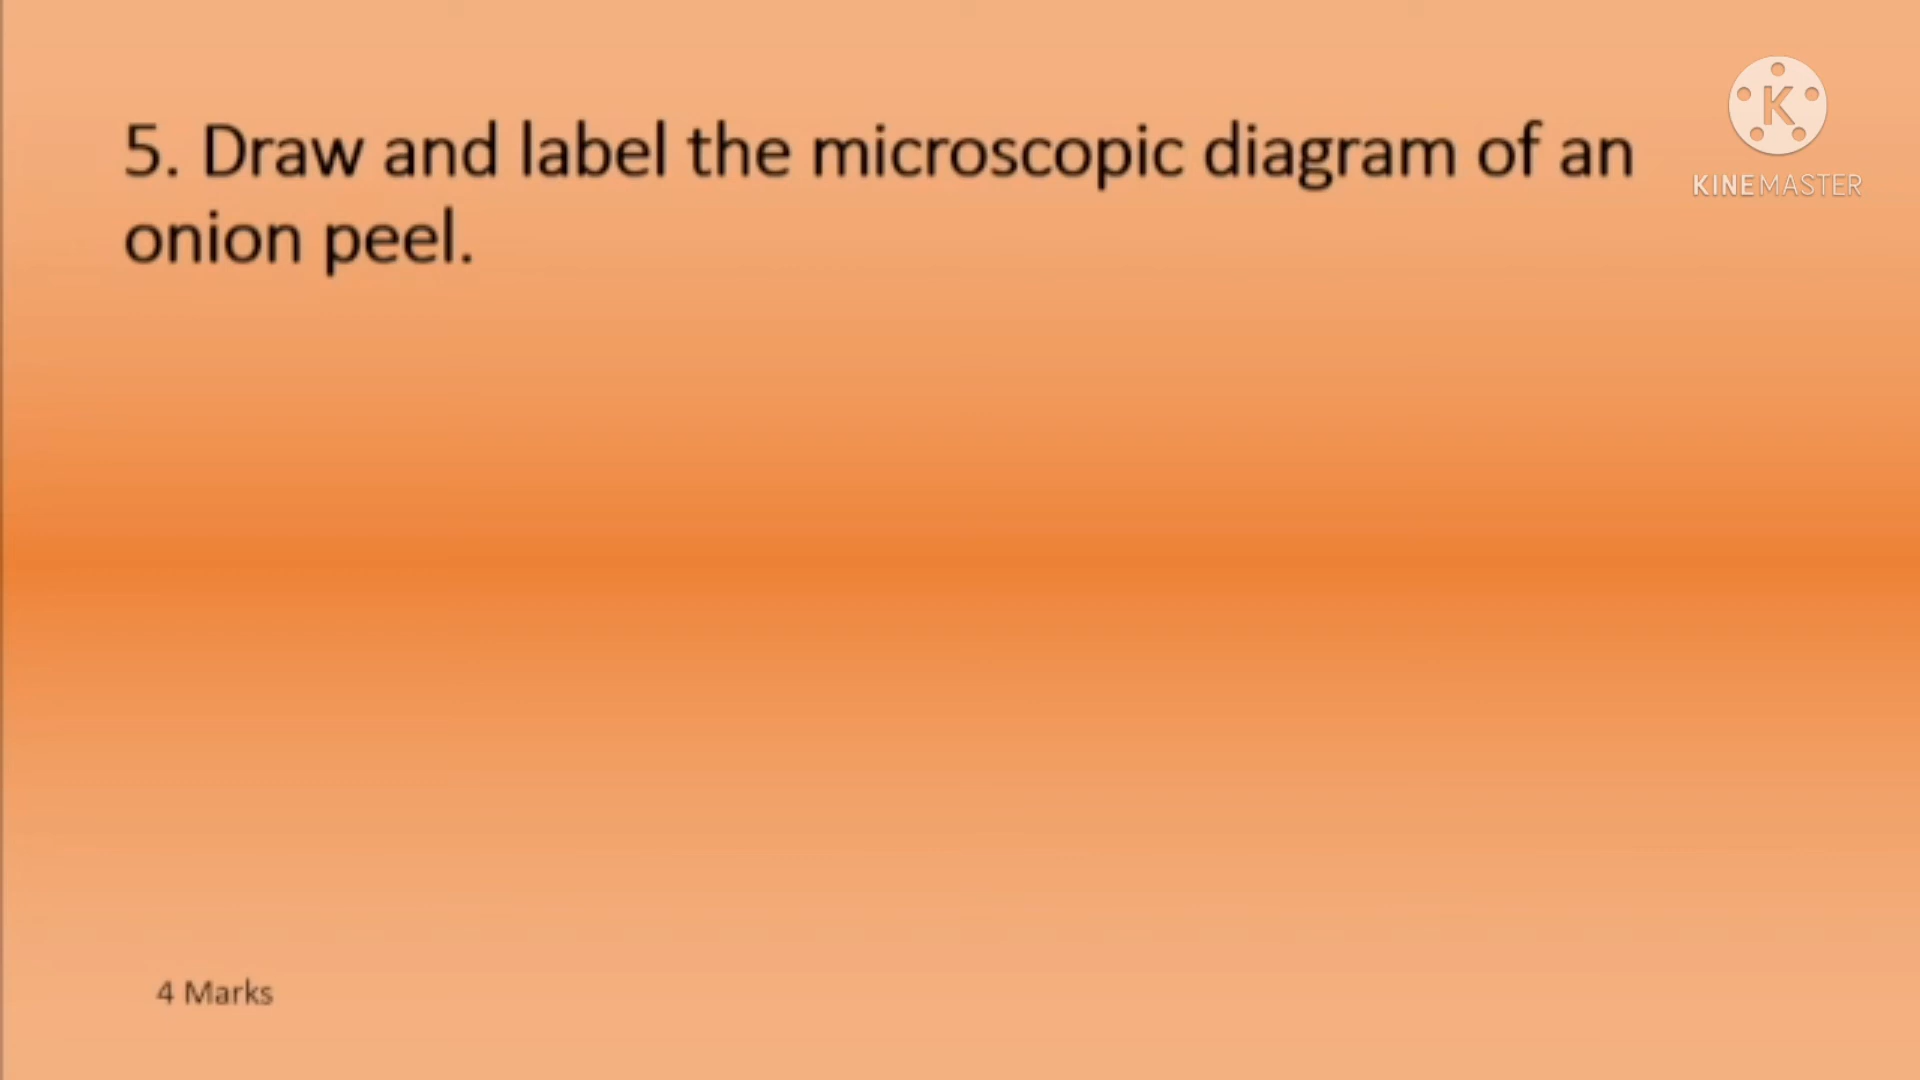 5. Draw and label the microscopic diagram of an
onion peel.
K
KINEMASTER
4 Marks